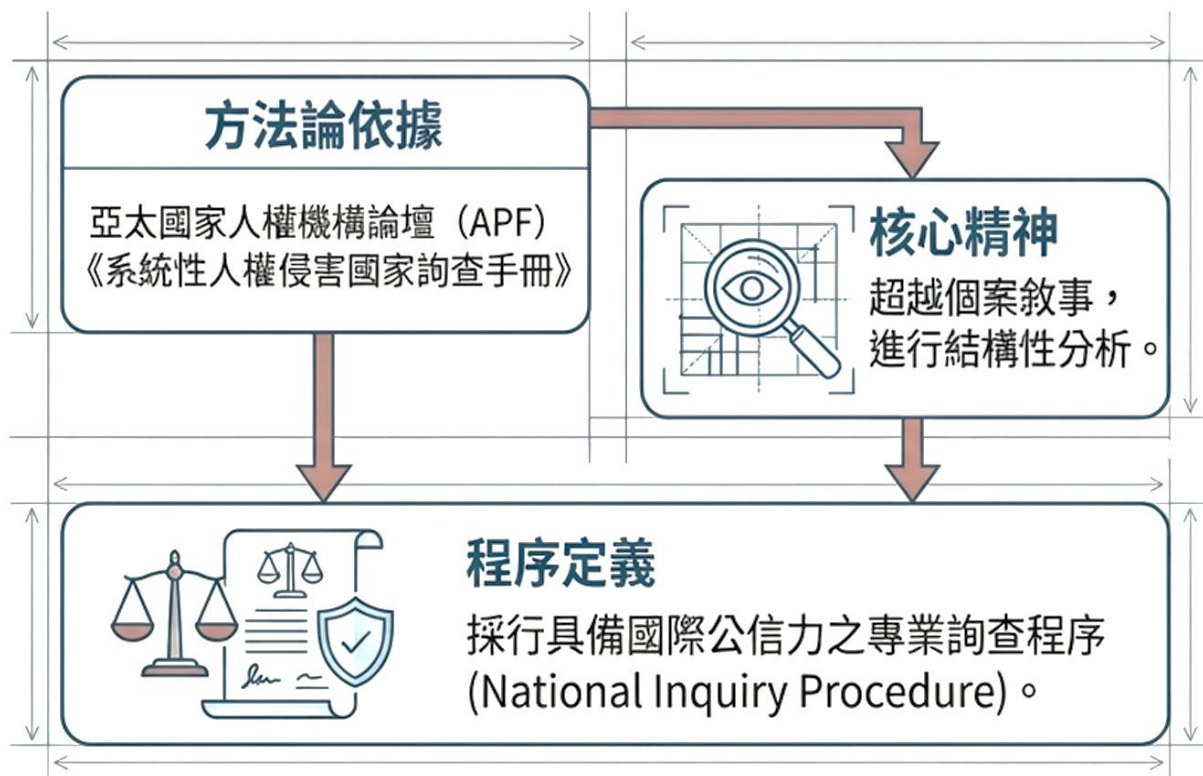 方法論依據
亞太國家人權機構論壇（APF）
《系統性人權侵害國家詢查手冊》
核心精神
超越個案敘事，
進行結構性分析。
程序定義
採行具備國際公信力之專業詢查程序
(National Inquiry Procedure)。